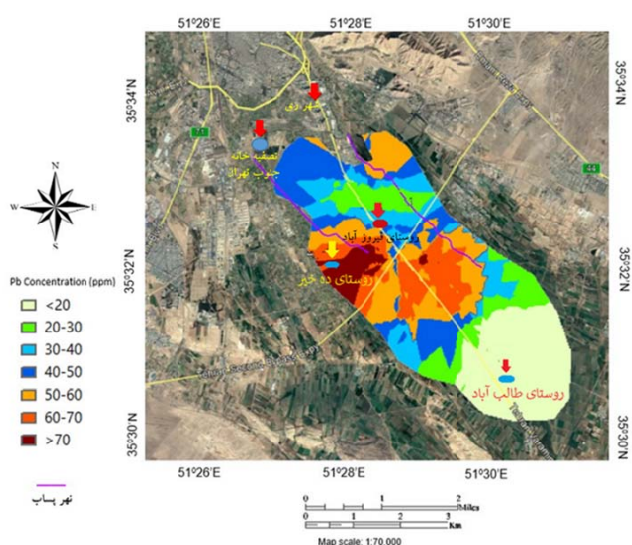 51°26′E 51°28′E 51°30′E
35°34′N
35°34′N
شهر ری
تصفیه خانه
جنوب تهران
44
N
W E
S
روستای فیروز آباد
Pb Concentration (ppm)
<20
20-30
30-40
40-50
50-60
60-70
>70
35°32′N
35°32′N
روستای ده خیر
روستای طالب آباد
نهر پساب
35°30′N
35°30′N
51°26′E 51°28′E 51°30′E
0 1 2
Miles
0 1 2 3
Km
Map scale: 1:70,000